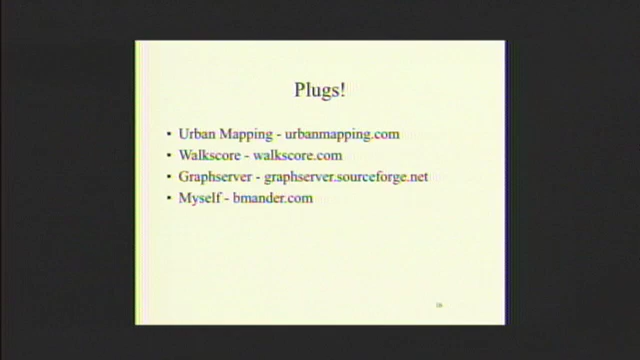 Plugs!
• Urban Mapping - urbanmapping.com
• Walkscore - walkscore.com
• Graphserver - graphserver.sourceforge.net
• Myself - bmander.com